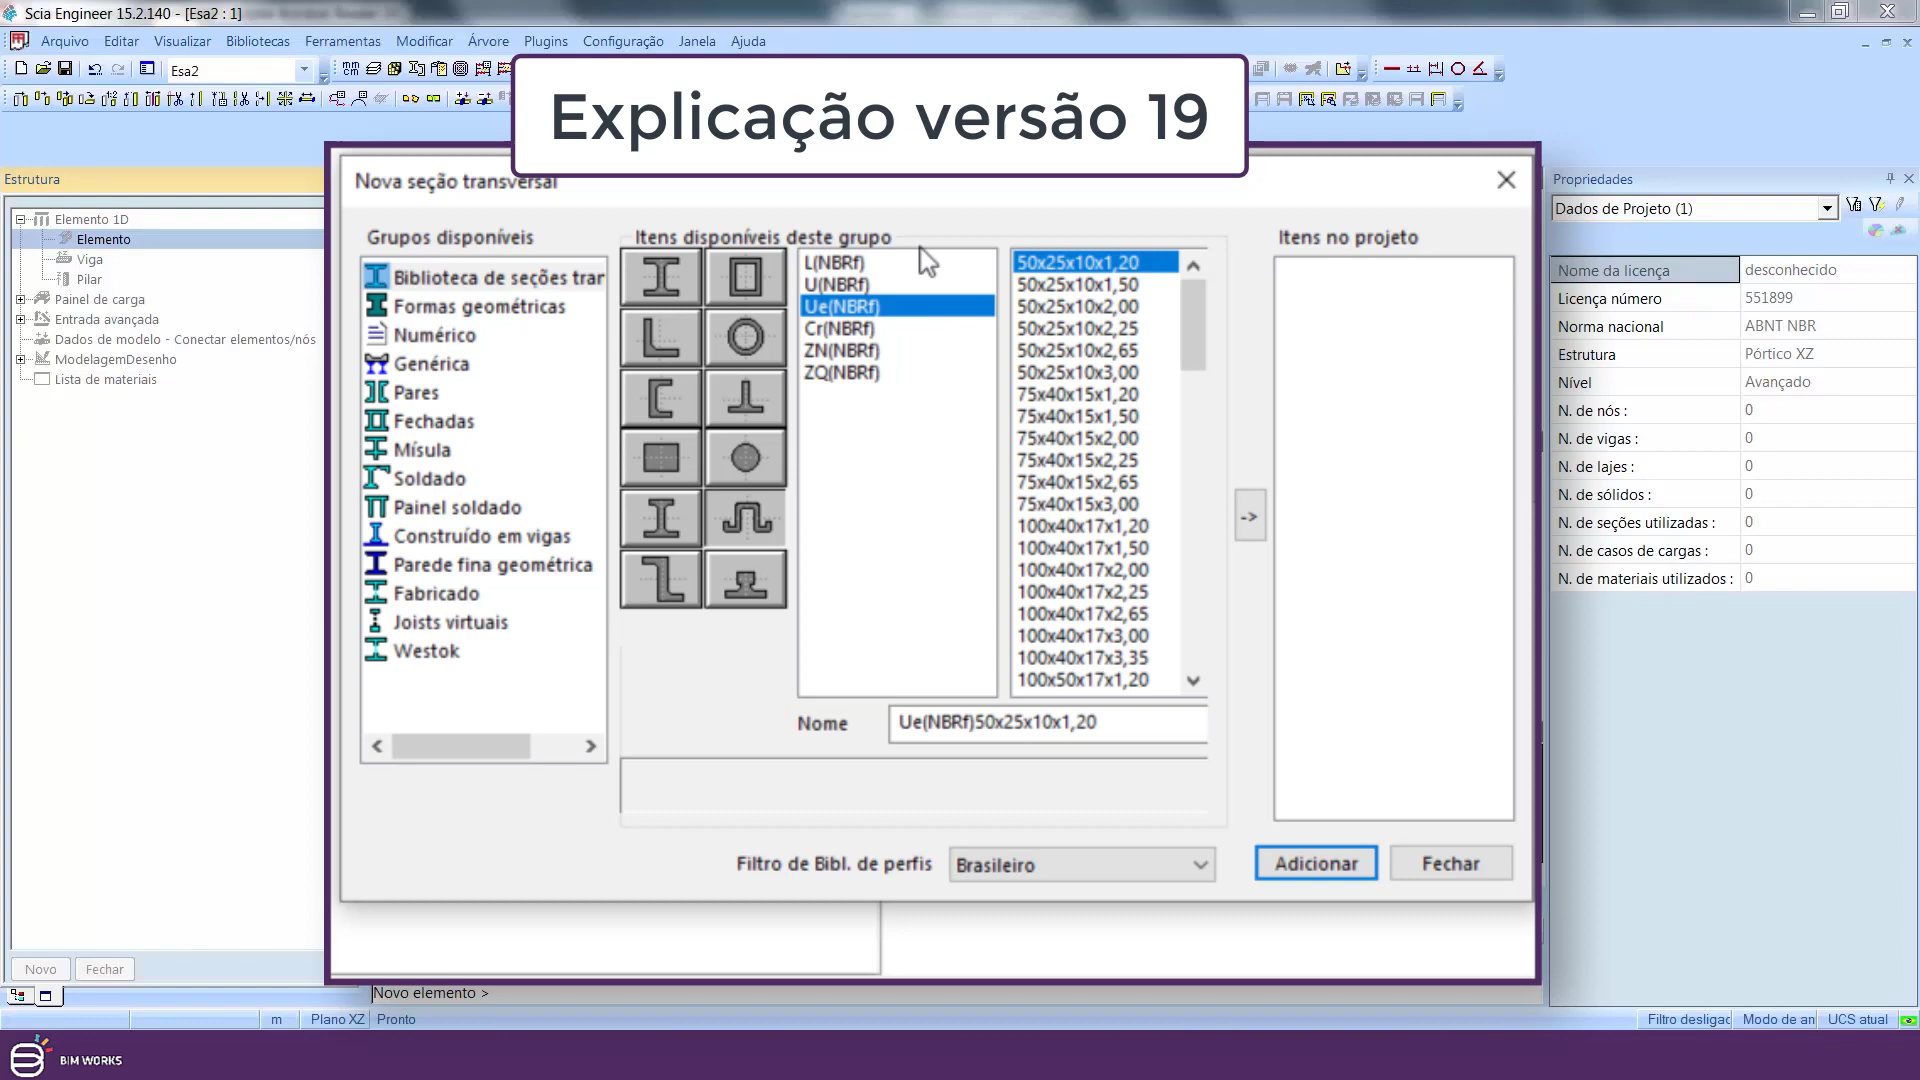 Scia Engineer 15.2.140 - [Esa2 : 1]
Arquivo Editar Visualizar Bibliotecas Ferramentas Modificar Árvore Plugins Configuração Janela Ajuda
Esa2
Explicação versão 19
Estrutura
Elemento 1D
Elemento
Viga
Pilar
Painel de carga
Entrada avançada
Dados de modelo - Conectar elementos/nós
ModelagemDesenho
Lista de materiais
Novo Fechar
Nova seção transversal
Grupos disponíveis
Biblioteca de seções trar
Formas geométricas
Numérico
Genérica
Pares
Fechadas
Mísula
Soldado
Painel soldado
Construído em vigas
Parede fina geométrica
Fabricado
Joists virtuais
Westok
Itens disponíveis deste grupo
L(NBRf)
U(NBRf)
Ue(NBRf)
Cr(NBRf)
ZN(NBRf)
ZQ(NBRf)
50x25x10x1,20
50x25x10x1,50
50x25x10x2,00
50x25x10x2,25
50x25x10x2,65
50x25x10x3,00
75x40x15x1,20
75x40x15x1,50
75x40x15x2,00
75x40x15x2,25
75x40x15x2,65
75x40x15x3,00
100x40x17x1,20
100x40x17x1,50
100x40x17x2,00
100x40x17x2,25
100x40x17x2,65
100x40x17x3,00
100x40x17x3,35
100x50x17x1,20
Nome Ue(NBRf)50x25x10x1,20
->
Itens no projeto
Filtro de Bibl. de perfis Brasileiro Adicionar Fechar
Propriedades
Dados de Projeto (1)
Nome da licença desconhecido
Licença número 551899
Norma nacional ABNT NBR
Estrutura Pórtico XZ
Nível Avançado
N. de nós : 0
N. de vigas : 0
N. de lajes : 0
N. de sólidos : 0
N. de seções utilizadas : 0
N. de casos de cargas : 0
N. de materiais utilizados : 0
Novo elemento >
m Plano XZ Pronto Filtro desligac Modo de an UCS atual
BIM WORKS